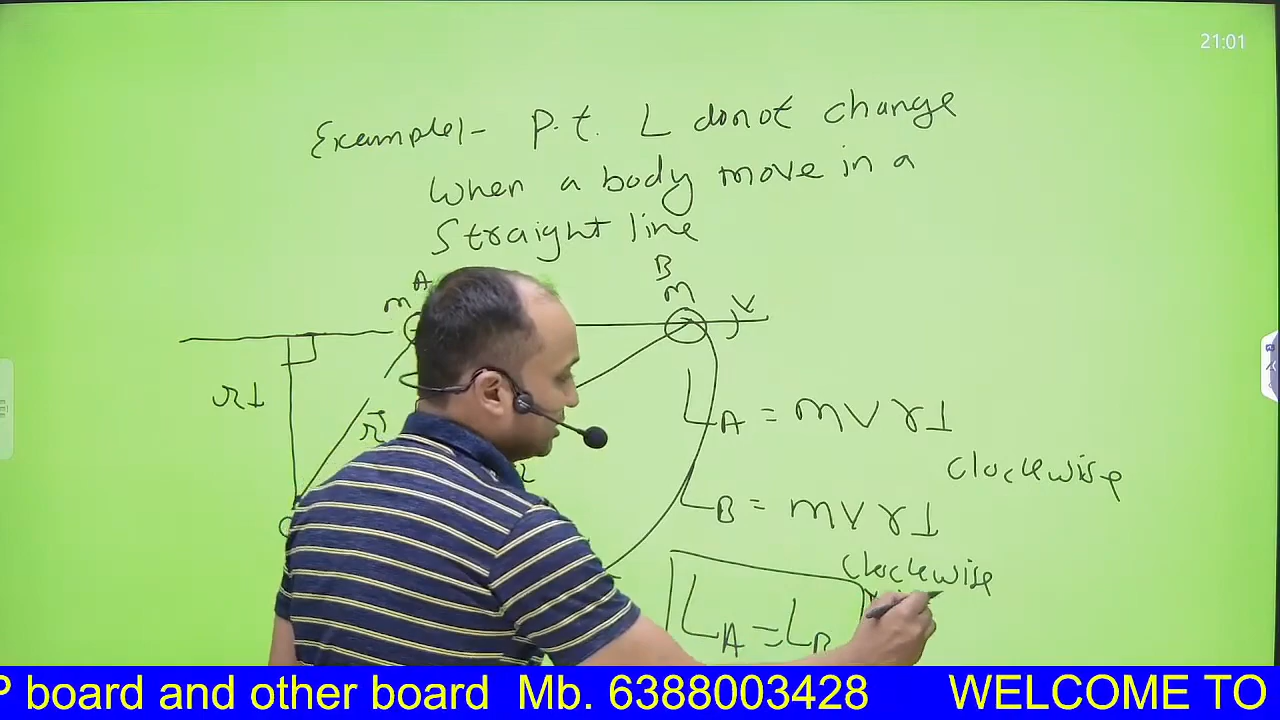 21:01
Example:- P.t. L donot change
When a body move in a
Straight line
A
m
B
m
V
r⊥
r
L_A = mVr⊥
Clockwise
L_B = mVr⊥
Clockwise
L_A = L_B
P board and other board Mb. 6388003428 WELCOME TO